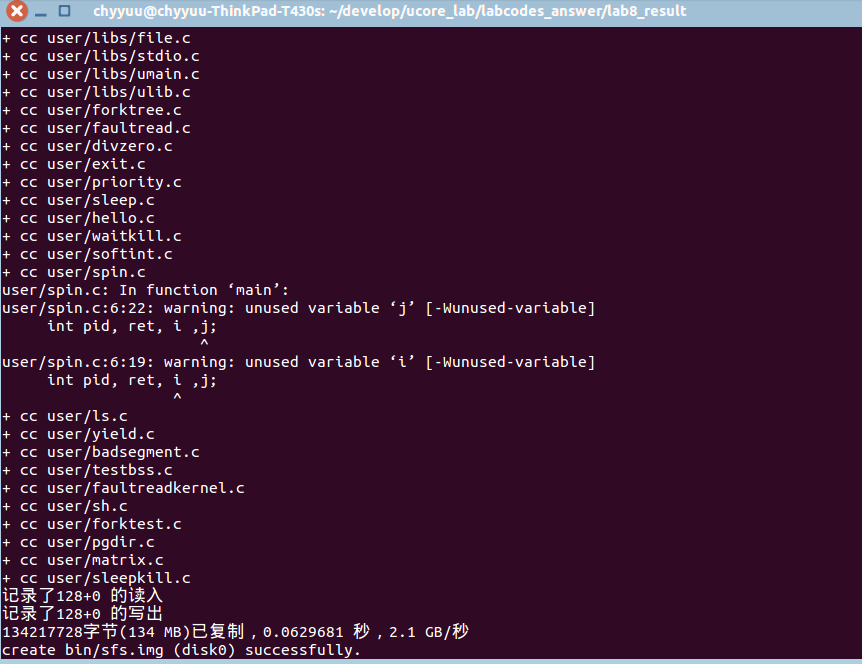 chyyuu@chyyuu-ThinkPad-T430s: ~/develop/ucore_lab/labcodes_answer/lab8_result
+ cc user/libs/file.c
+ cc user/libs/stdio.c
+ cc user/libs/umain.c
+ cc user/libs/ulib.c
+ cc user/forktree.c
+ cc user/faultread.c
+ cc user/divzero.c
+ cc user/exit.c
+ cc user/priority.c
+ cc user/sleep.c
+ cc user/hello.c
+ cc user/waitkill.c
+ cc user/softint.c
+ cc user/spin.c
user/spin.c: In function ‘main’:
user/spin.c:6:22: warning: unused variable ‘j’ [-Wunused-variable]
     int pid, ret, i ,j;
                      ^
user/spin.c:6:19: warning: unused variable ‘i’ [-Wunused-variable]
     int pid, ret, i ,j;
                   ^
+ cc user/ls.c
+ cc user/yield.c
+ cc user/badsegment.c
+ cc user/testbss.c
+ cc user/faultreadkernel.c
+ cc user/sh.c
+ cc user/forktest.c
+ cc user/pgdir.c
+ cc user/matrix.c
+ cc user/sleepkill.c
记录了128+0 的读入
记录了128+0 的写出
134217728字节(134 MB)已复制，0.0629681 秒，2.1 GB/秒
create bin/sfs.img (disk0) successfully.